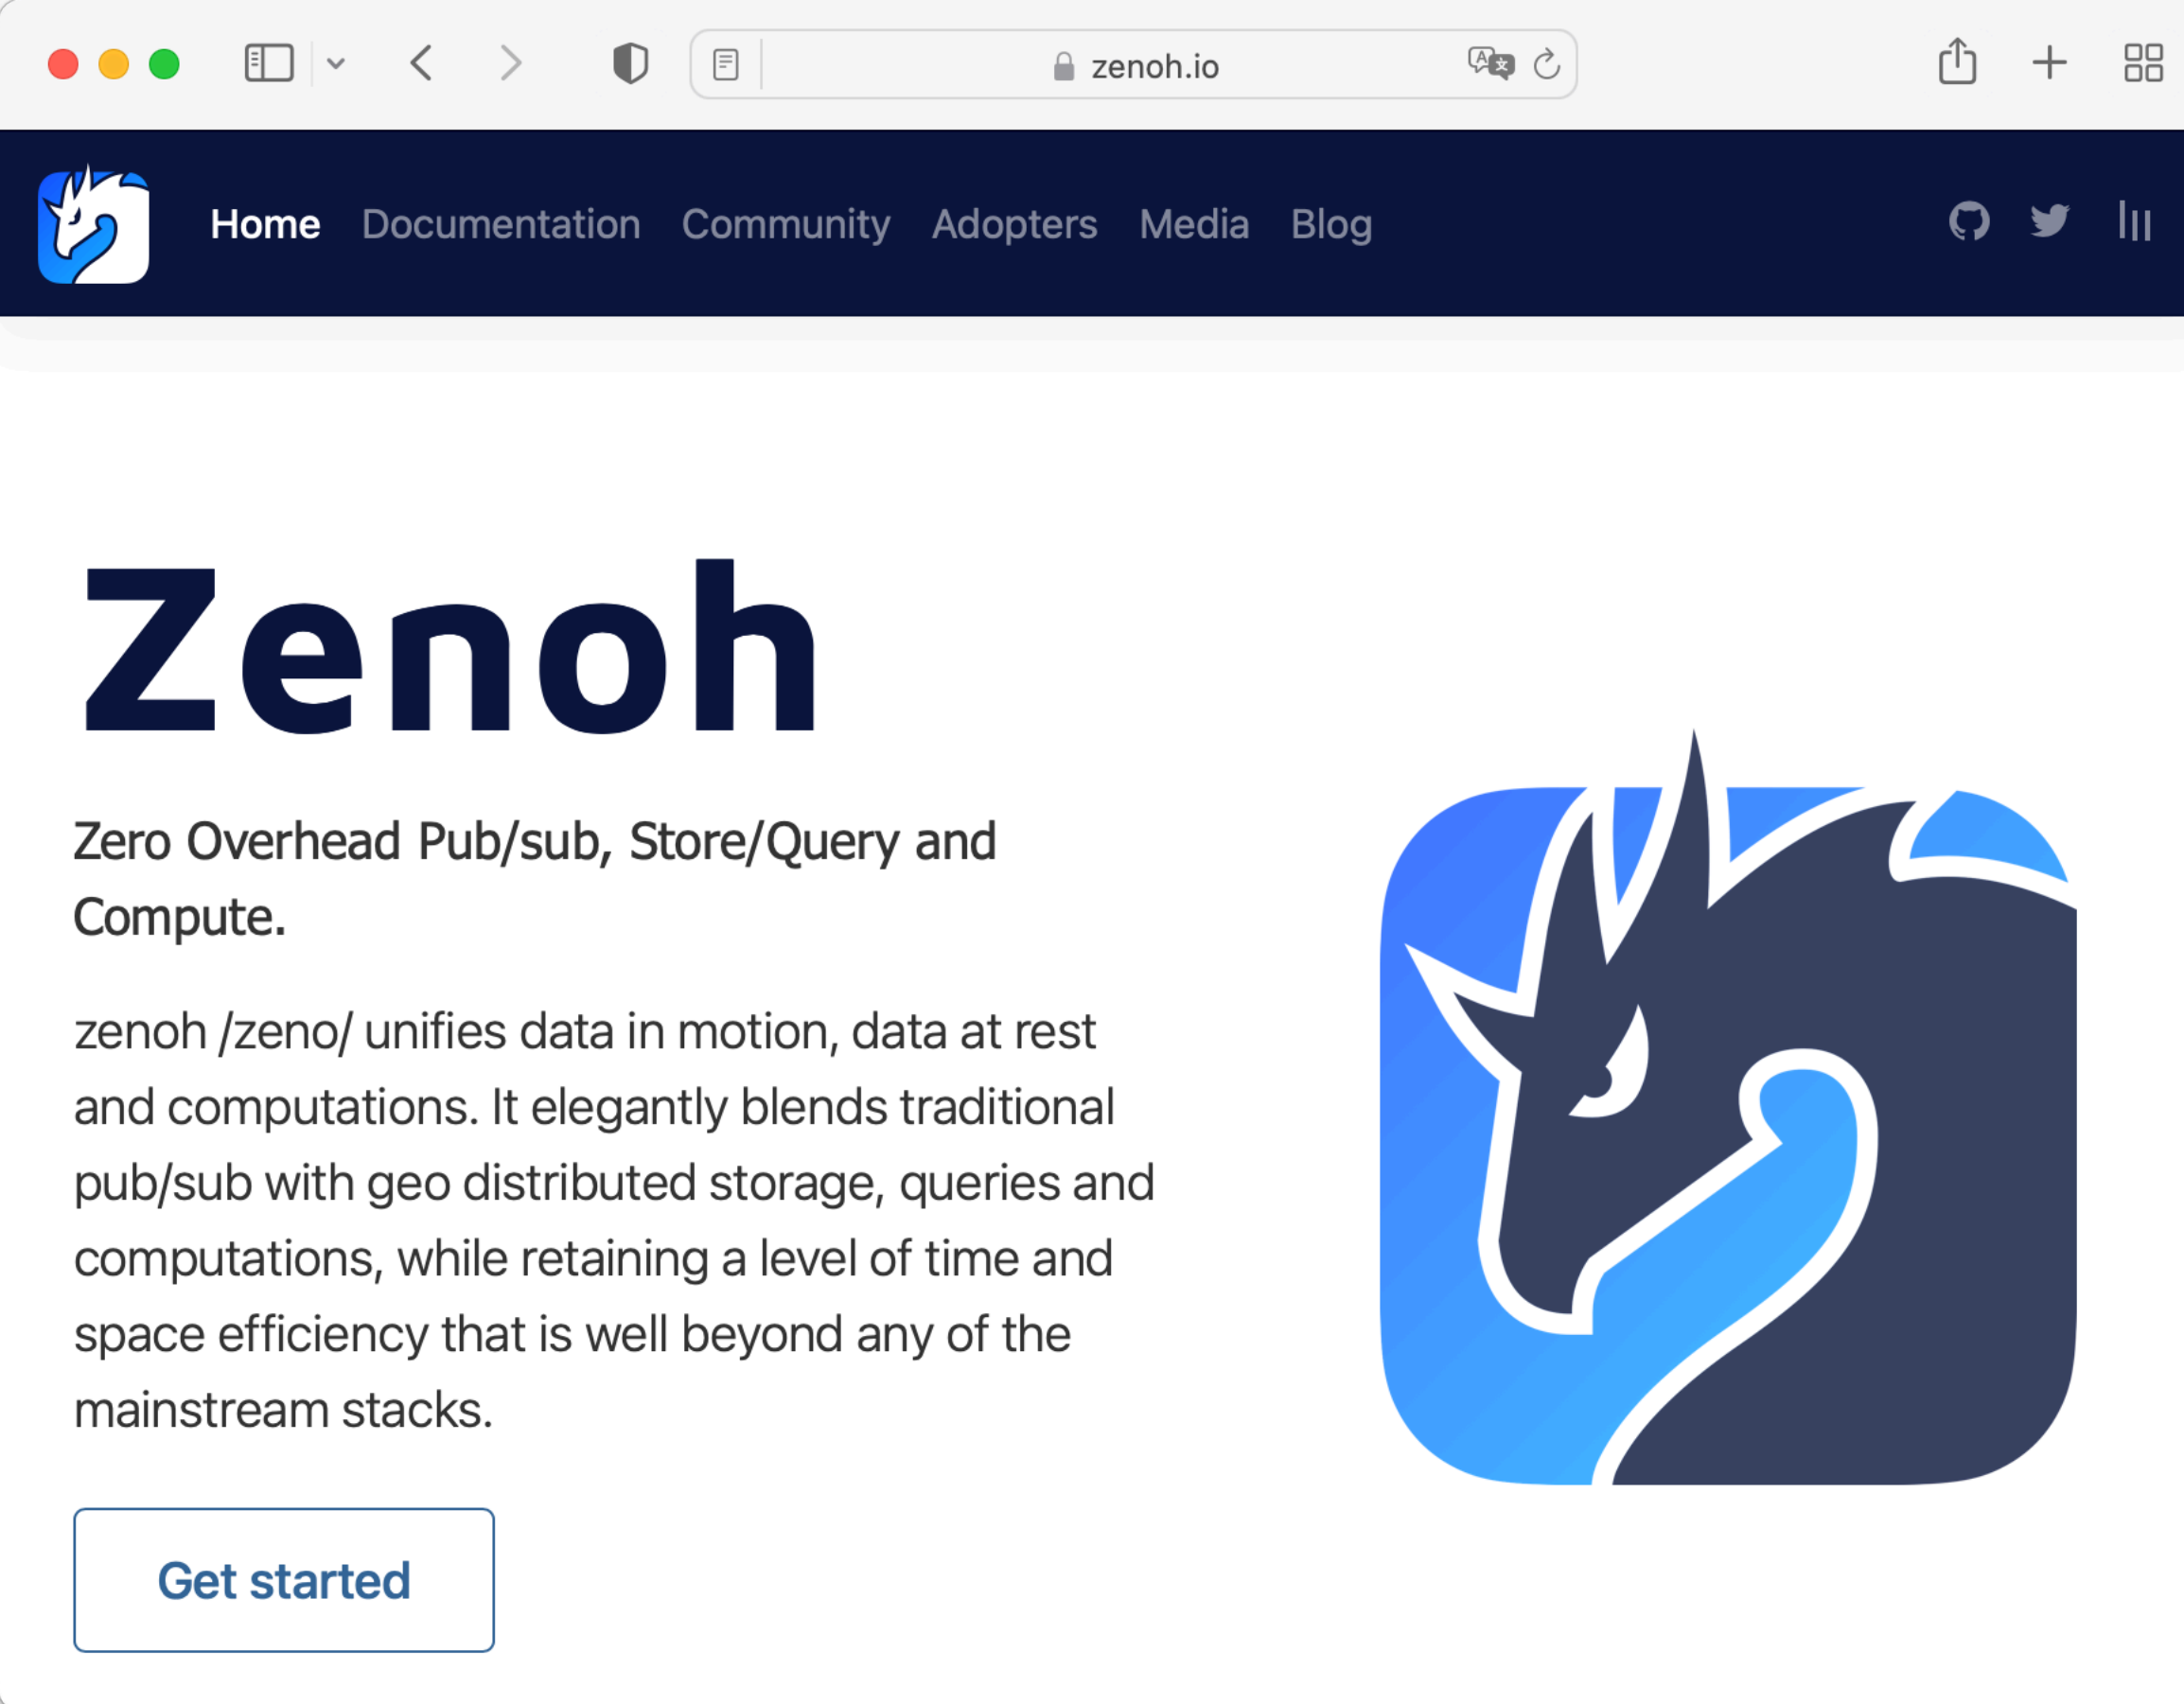 zenoh.io
Home Documentation Community Adopters Media Blog
Zenoh
Zero Overhead Pub/sub, Store/Query and
Compute.
zenoh /zeno/ unifies data in motion, data at rest
and computations. It elegantly blends traditional
pub/sub with geo distributed storage, queries and
computations, while retaining a level of time and
space efficiency that is well beyond any of the
mainstream stacks.
Get started